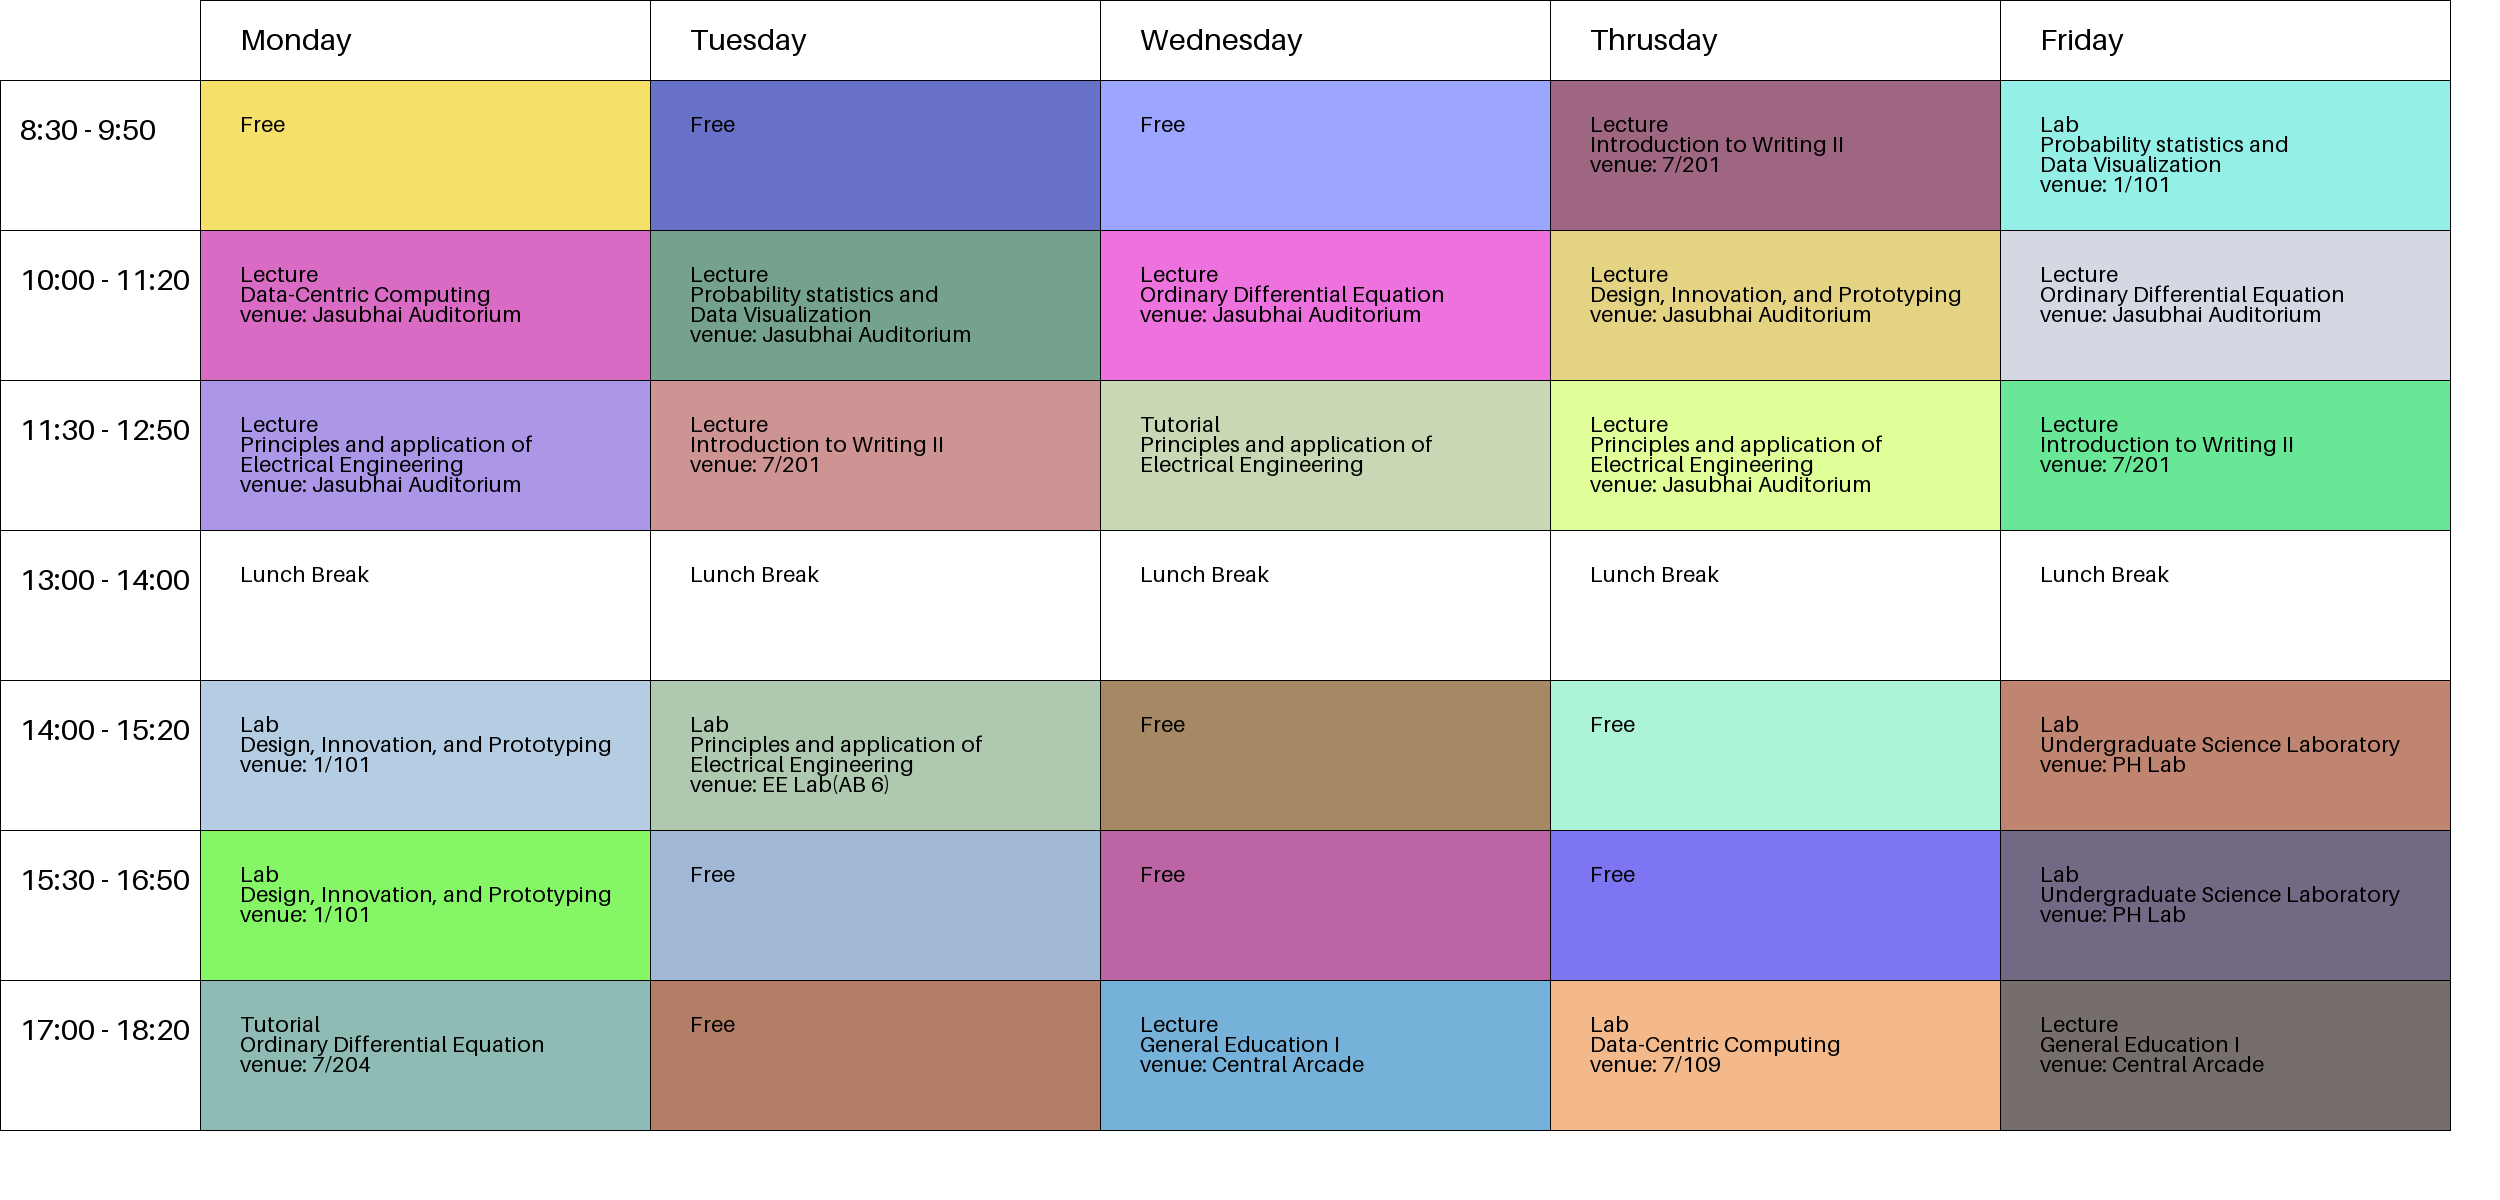 Monday
Tuesday
Wednesday
Thrusday
Friday
8:30 - 9:50
Free
Free
Free
Lecture
Introduction to Writing II
venue: 7/201
Lab
Probability statistics and
Data Visualization
venue: 1/101
10:00 - 11:20
Lecture
Data-Centric Computing
venue: Jasubhai Auditorium
Lecture
Probability statistics and
Data Visualization
venue: Jasubhai Auditorium
Lecture
Ordinary Differential Equation
venue: Jasubhai Auditorium
Lecture
Design, Innovation, and Prototyping
venue: Jasubhai Auditorium
Lecture
Ordinary Differential Equation
venue: Jasubhai Auditorium
11:30 - 12:50
Lecture
Principles and application of
Electrical Engineering
venue: Jasubhai Auditorium
Lecture
Introduction to Writing II
venue: 7/201
Tutorial
Principles and application of
Electrical Engineering
Lecture
Principles and application of
Electrical Engineering
venue: Jasubhai Auditorium
Lecture
Introduction to Writing II
venue: 7/201
13:00 - 14:00
Lunch Break
Lunch Break
Lunch Break
Lunch Break
Lunch Break
14:00 - 15:20
Lab
Design, Innovation, and Prototyping
venue: 1/101
Lab
Principles and application of
Electrical Engineering
venue: EE Lab(AB 6)
Free
Free
Lab
Undergraduate Science Laboratory
venue: PH Lab
15:30 - 16:50
Lab
Design, Innovation, and Prototyping
venue: 1/101
Free
Free
Free
Lab
Undergraduate Science Laboratory
venue: PH Lab
17:00 - 18:20
Tutorial
Ordinary Differential Equation
venue: 7/204
Free
Lecture
General Education I
venue: Central Arcade
Lab
Data-Centric Computing
venue: 7/109
Lecture
General Education I
venue: Central Arcade